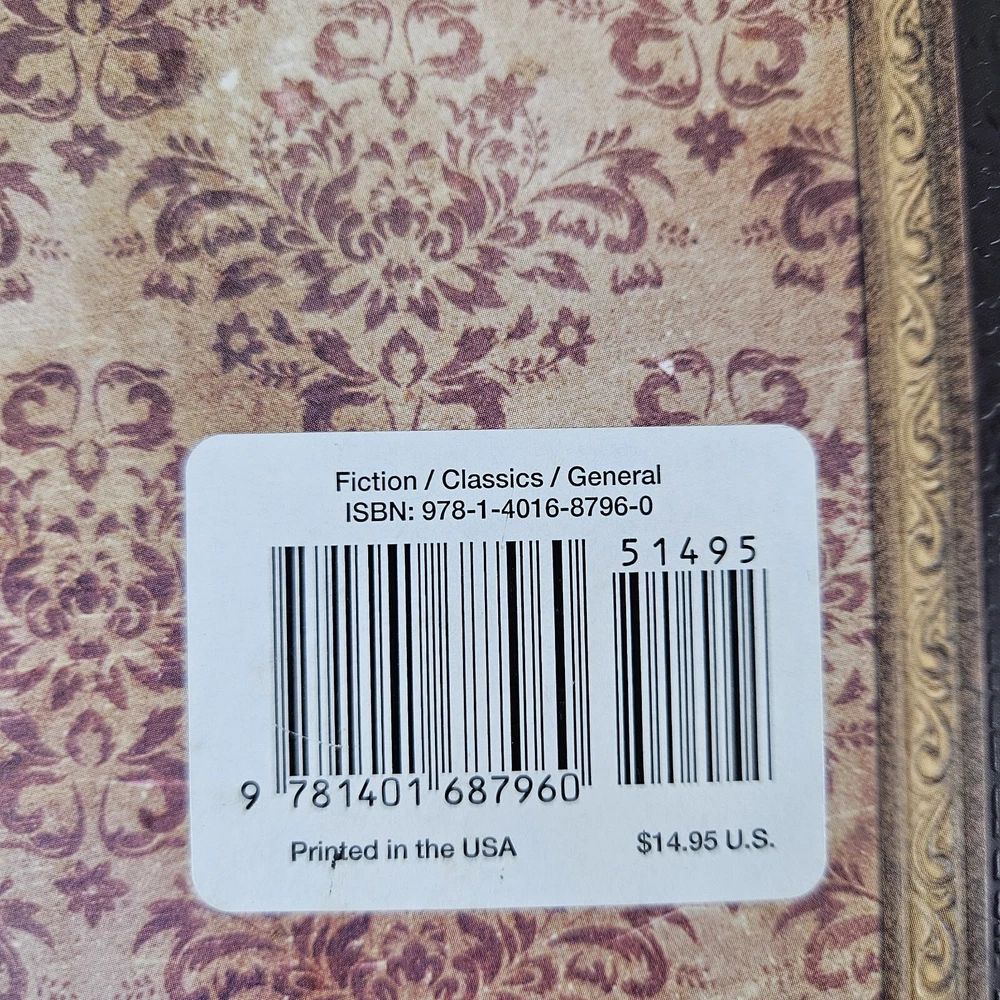 Fiction / Classics / General
ISBN: 978-1-4016-8796-0
51495
9 781401 687960
Printed in the USA
$14.95 U.S.